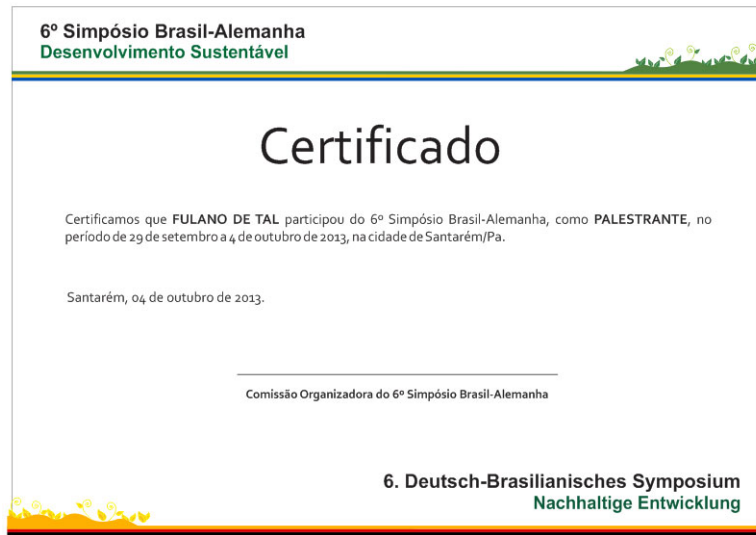 6º Simpósio Brasil-Alemanha
Desenvolvimento Sustentável
Certificado
Certificamos que FULANO DE TAL participou do 6º Simpósio Brasil-Alemanha, como PALESTRANTE, no
período de 29 de setembro a 4 de outubro de 2013, na cidade de Santarém/Pa.
Santarém, 04 de outubro de 2013.
Comissão Organizadora do 6º Simpósio Brasil-Alemanha
6. Deutsch-Brasilianisches Symposium
Nachhaltige Entwicklung